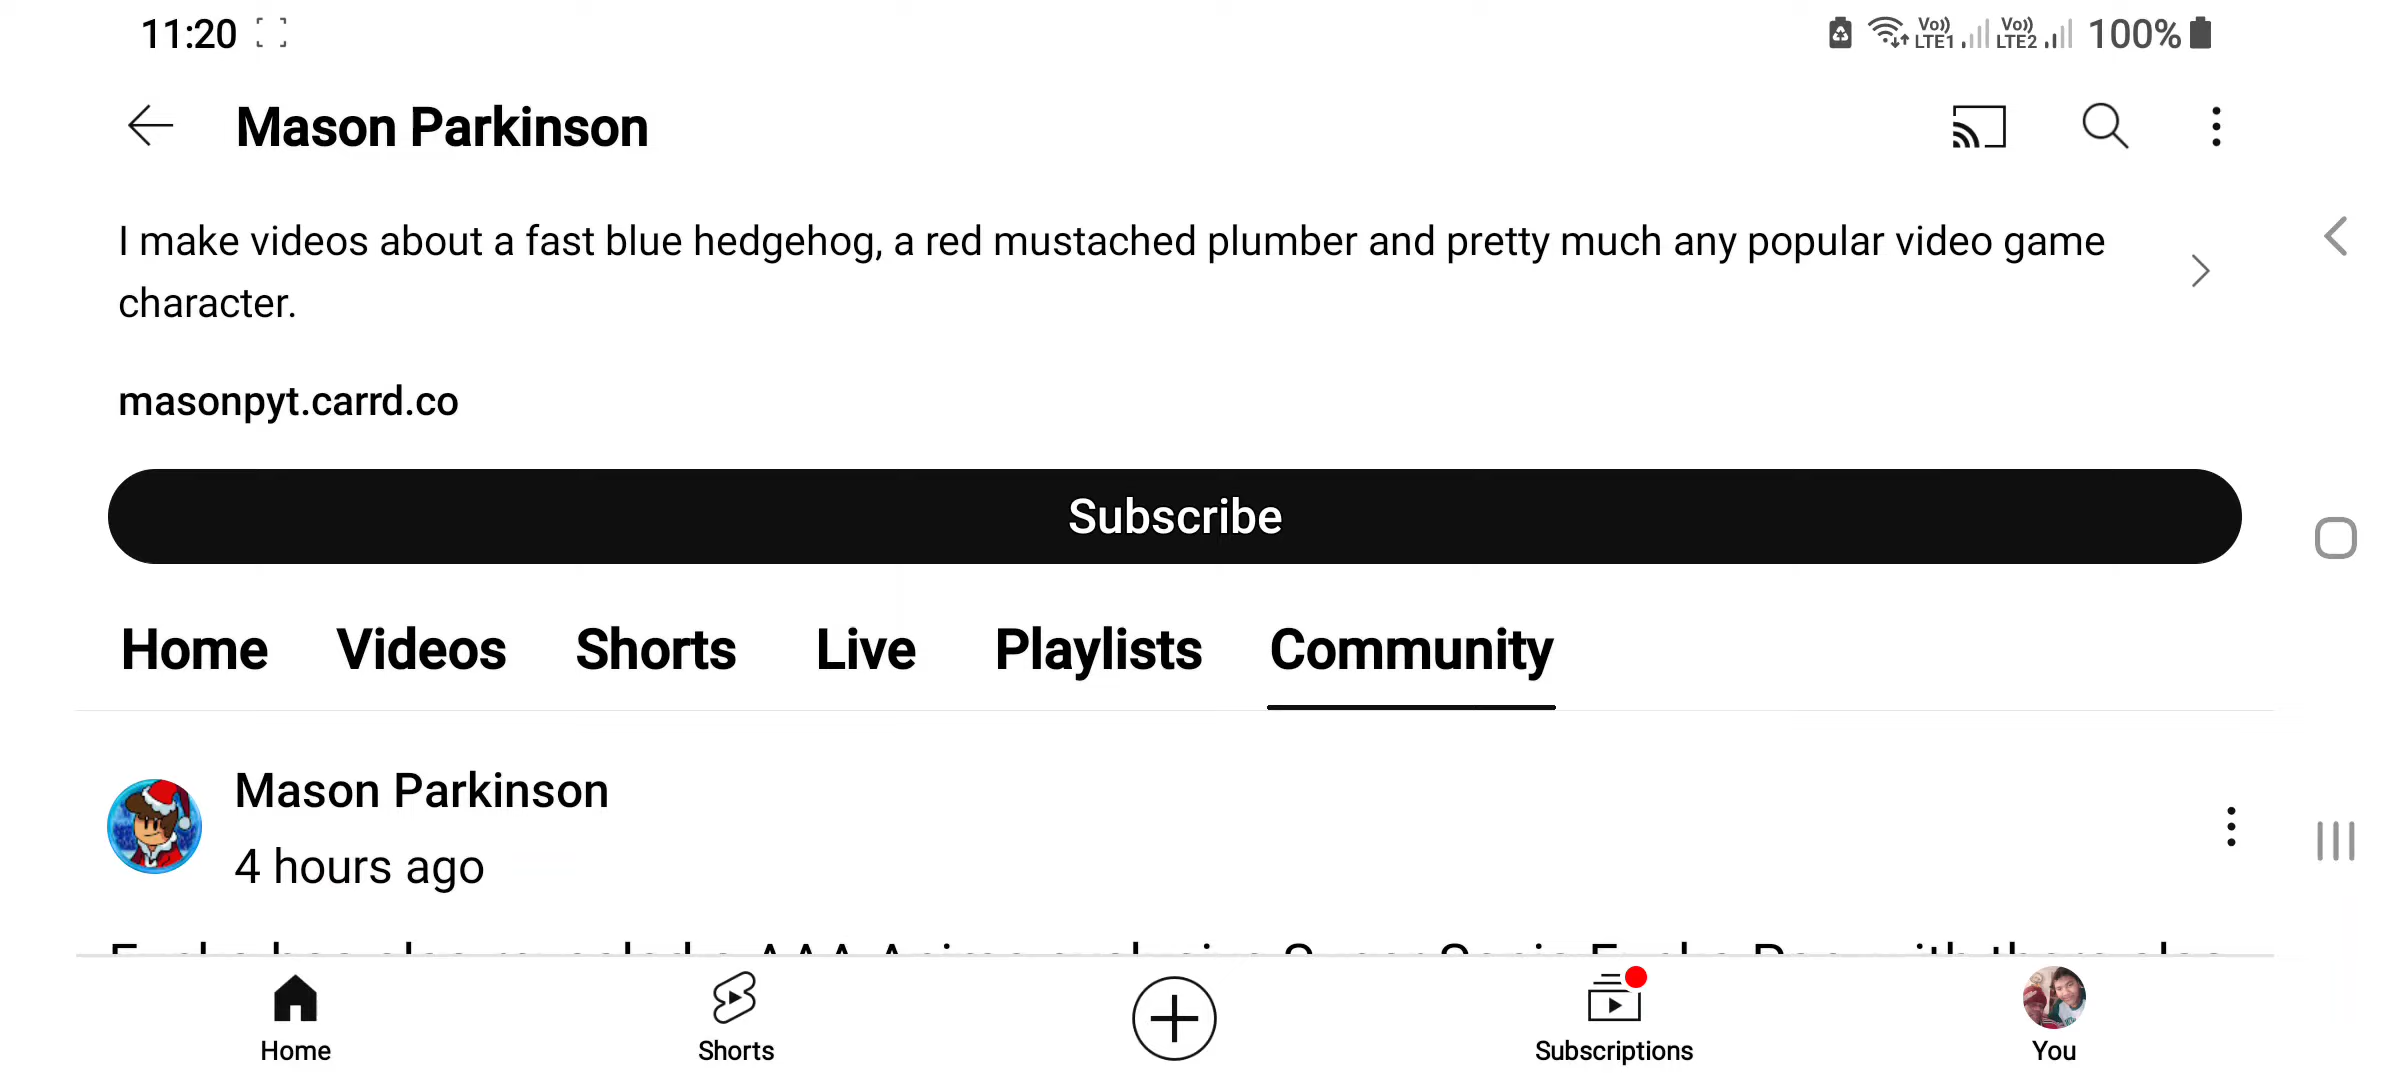 11:20
Vo)) LTE1 Vo)) LTE2 100%
Mason Parkinson
I make videos about a fast blue hedgehog, a red mustached plumber and pretty much any popular video game
character.
masonpyt.carrd.co
Subscribe
Home Videos Shorts Live Playlists Community
Mason Parkinson
4 hours ago
Home Shorts Subscriptions You